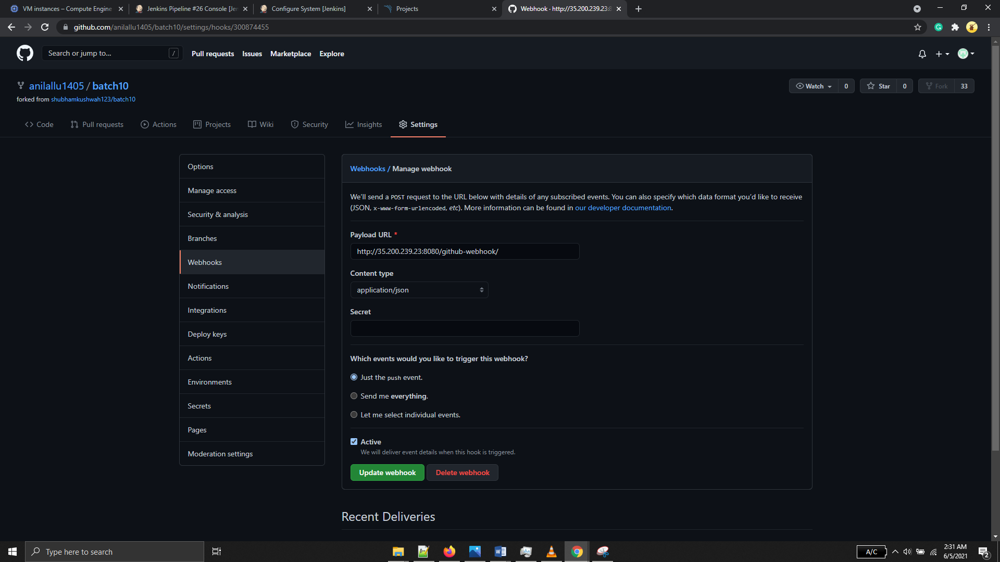 VM instances – Compute Engine
Jenkins Pipeline #26 Console [Jen
Configure System [Jenkins]
Projects
Webhook · http://35.200.239.23:8
github.com/anilallu1405/batch10/settings/hooks/300874455
Search or jump to...
/
Pull requests
Issues
Marketplace
Explore
anilallu1405 / batch10
forked from shubhamkushwah123/batch10
Watch 0
Star 0
Fork 33
Code
Pull requests
Actions
Projects
Wiki
Security
Insights
Settings
Options
Manage access
Security & analysis
Branches
Webhooks
Notifications
Integrations
Deploy keys
Actions
Environments
Secrets
Pages
Moderation settings
Webhooks / Manage webhook
We'll send a POST request to the URL below with details of any subscribed events. You can also specify which data format you'd like to receive
(JSON, x-www-form-urlencoded, etc). More information can be found in our developer documentation.
Payload URL *
http://35.200.239.23:8080/github-webhook/
Content type
application/json
Secret
Which events would you like to trigger this webhook?
Just the push event.
Send me everything.
Let me select individual events.
Active
We will deliver event details when this hook is triggered.
Update webhook
Delete webhook
Recent Deliveries
Type here to search
A/C
2:31 AM
6/5/2021
2